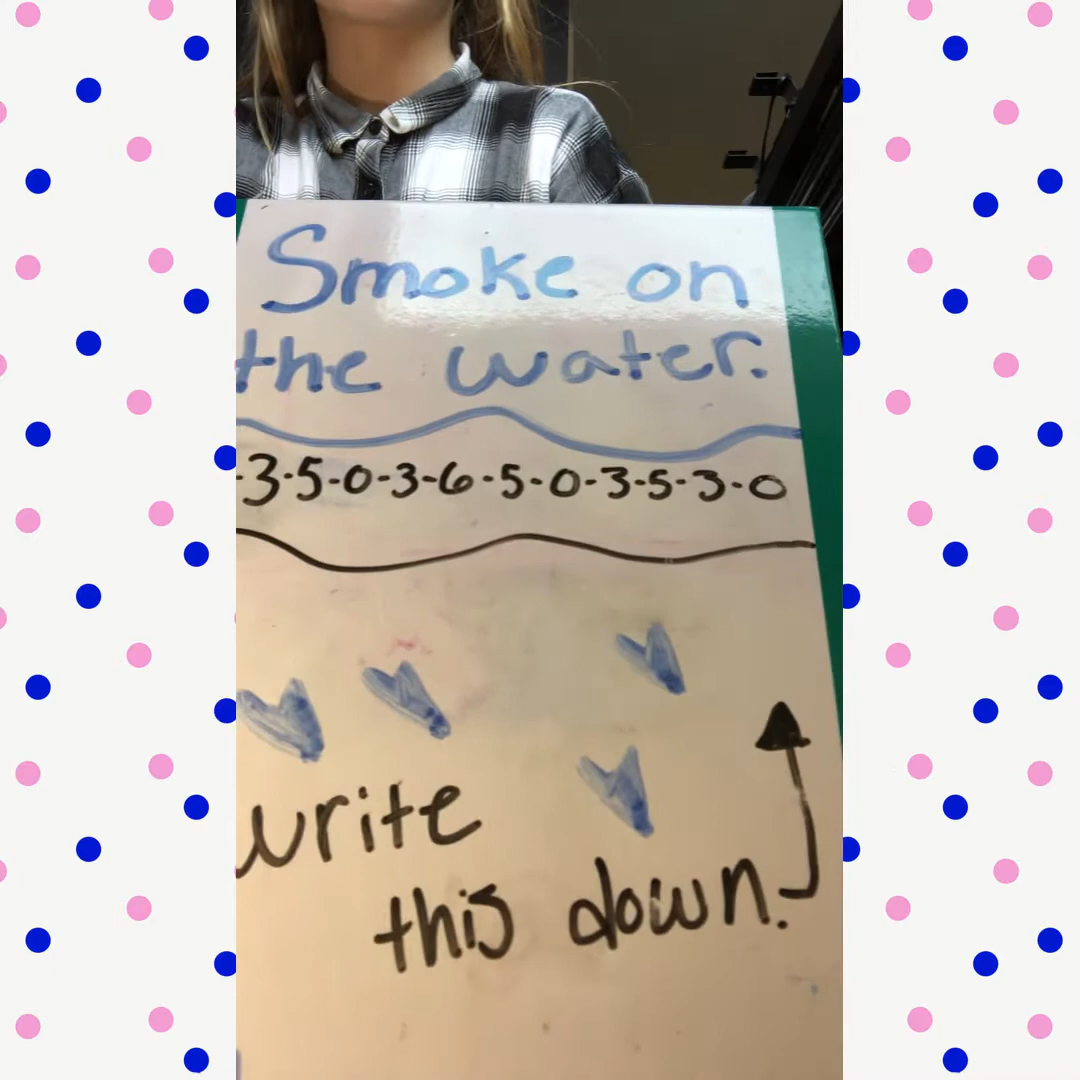 Smoke on
the water.
-3-5-0-3-6-5-0-3-5-3-0
write
this down.